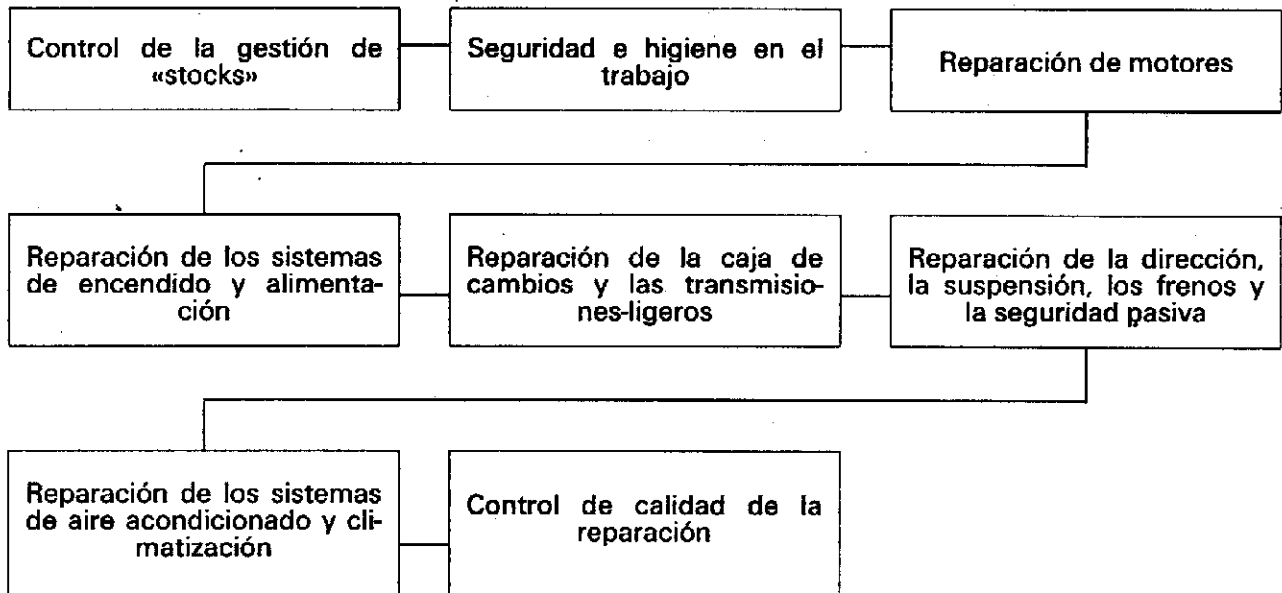 Control de la gestión de
«stocks»
Seguridad e higiene en el
trabajo
Reparación de motores
Reparación de los sistemas
de encendido y alimenta-
ción
Reparación de la caja de
cambios y las transmisio-
nes-ligeros
Reparación de la dirección,
la suspensión, los frenos y
la seguridad pasiva
Reparación de los sistemas
de aire acondicionado y cli-
matización
Control de calidad de la
reparación